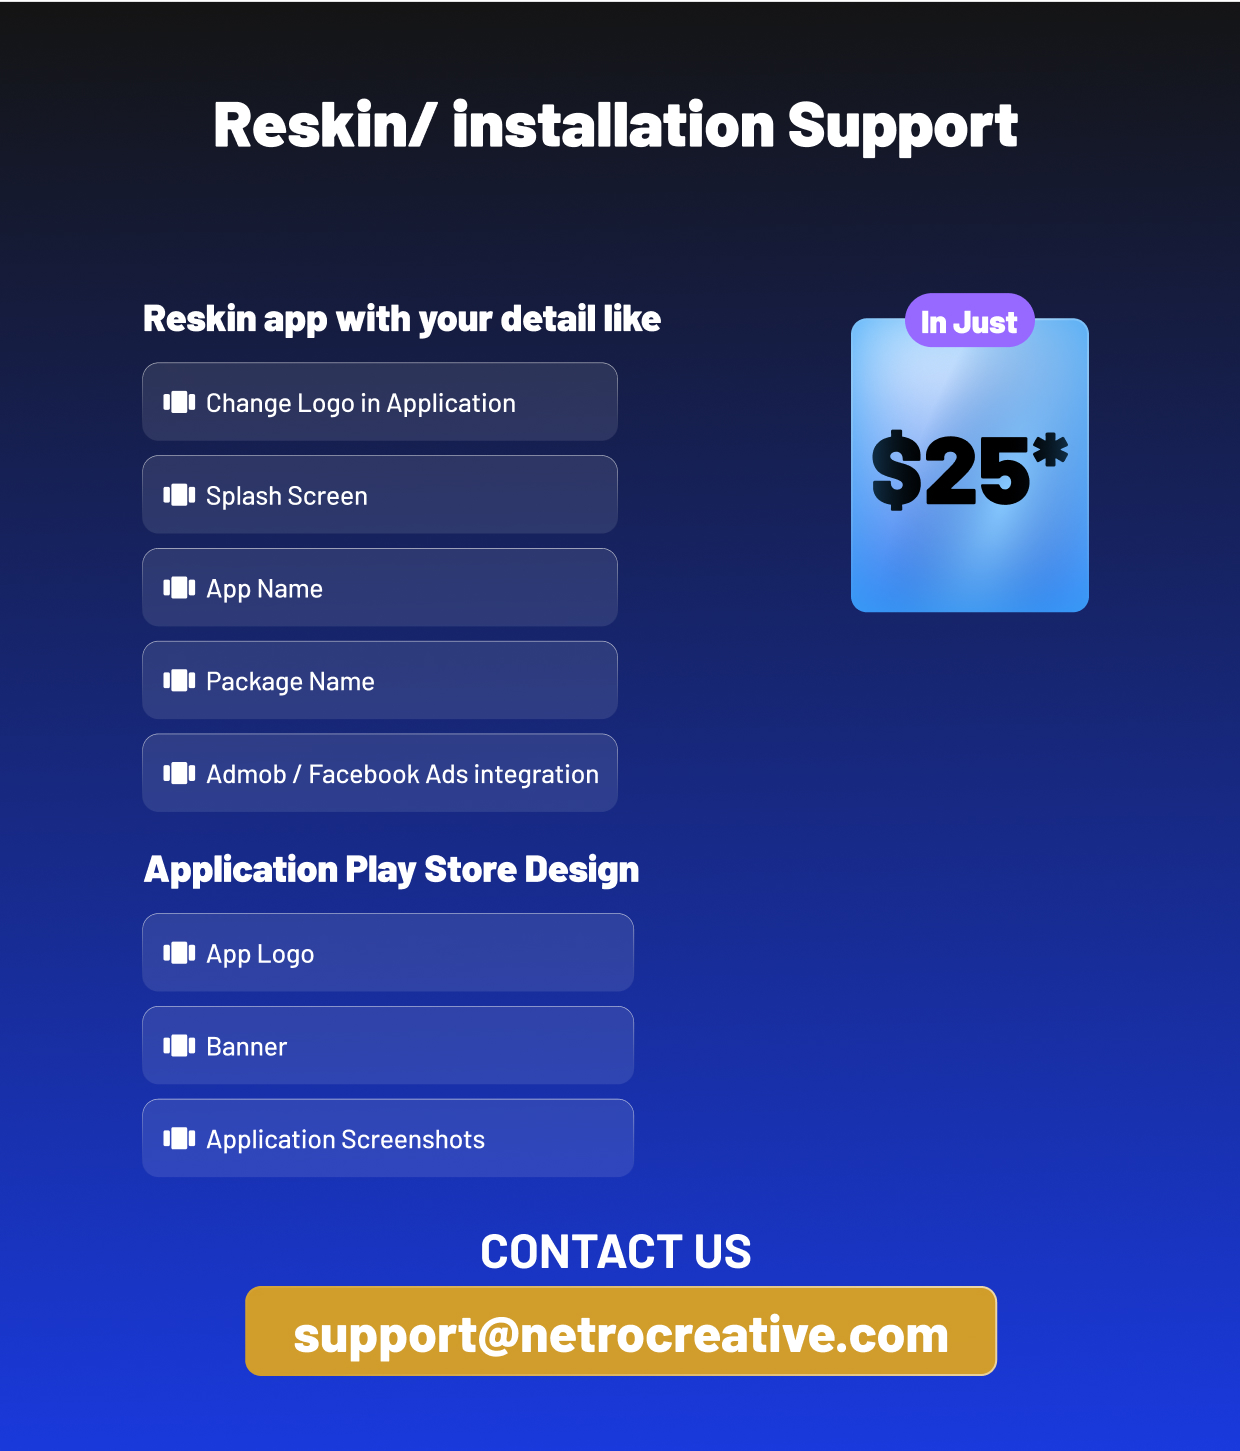 Reskin/ installation Support
Reskin app with your detail like
Change Logo in Application
Splash Screen
App Name
Package Name
Admob / Facebook Ads integration
In Just
$25*
Application Play Store Design
App Logo
Banner
Application Screenshots
CONTACT US
support@netrocreative.com